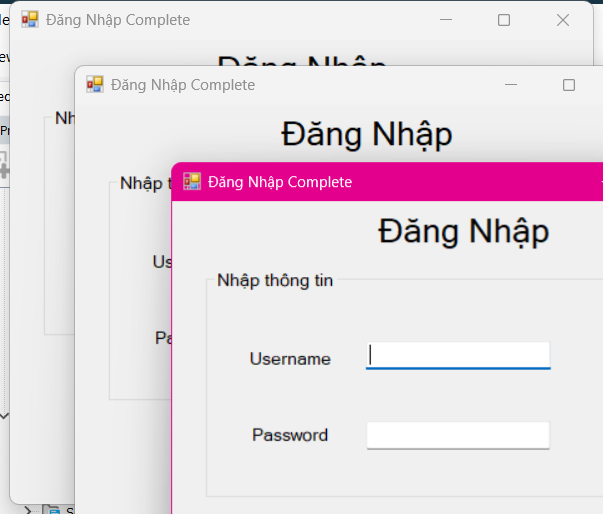 Đăng Nhập Complete
Đăng Nhập
Nh
Đăng Nhập Complete
Đăng Nhập
Nhập t
Us
Pa
Đăng Nhập Complete
Đăng Nhập
Nhập thông tin
Username
Password